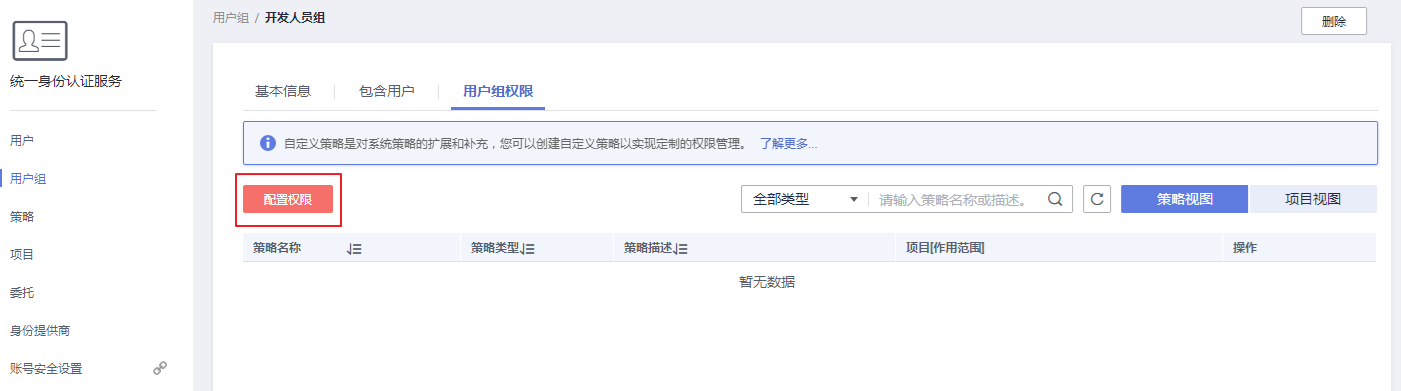 统一身份认证服务
用户
用户组
策略
项目
委托
身份提供商
账号安全设置
用户组 / 开发人员组
删除
基本信息 包含用户 用户组权限
自定义策略是对系统策略的扩展和补充，您可以创建自定义策略以实现定制的权限管理。 了解更多...
配置权限 全部类型 请输入策略名称或描述。 策略视图 项目视图
策略名称 策略类型 策略描述 项目[作用范围] 操作
暂无数据